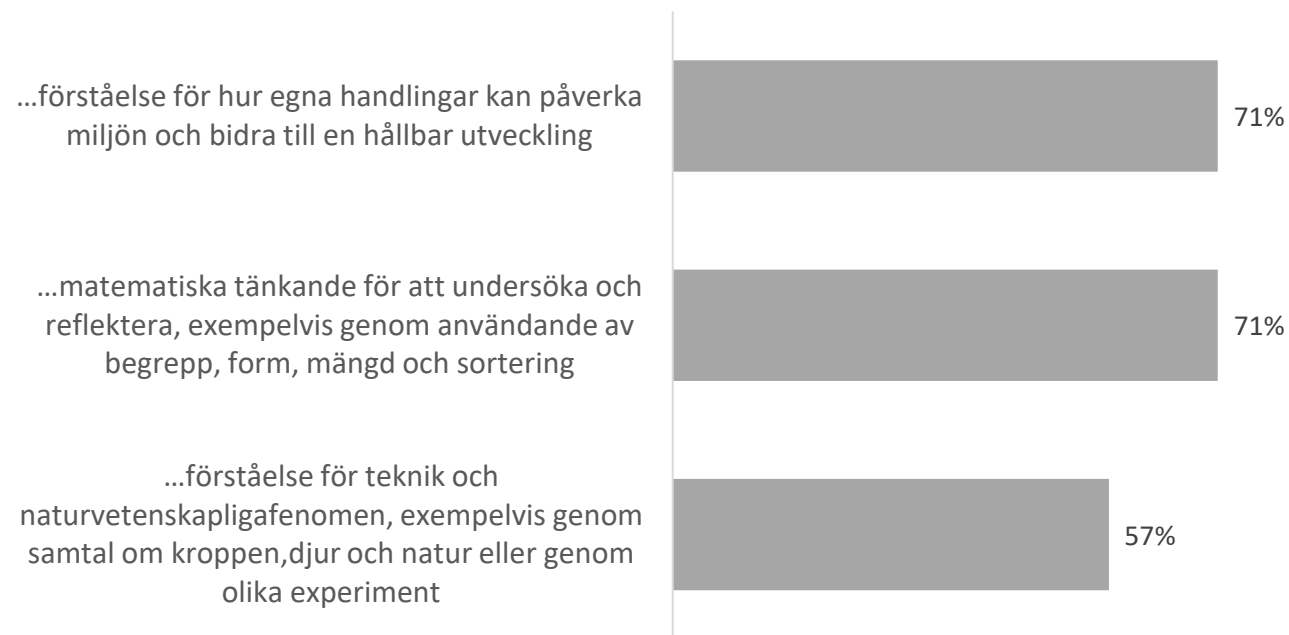 …förståelse för hur egna handlingar kan påverka
miljön och bidra till en hållbar utveckling
71%
…matematiska tänkande för att undersöka och
reflektera, exempelvis genom användande av
begrepp, form, mängd och sortering
71%
…förståelse för teknik och
naturvetenskapligafenomen, exempelvis genom
samtal om kroppen,djur och natur eller genom
olika experiment
57%